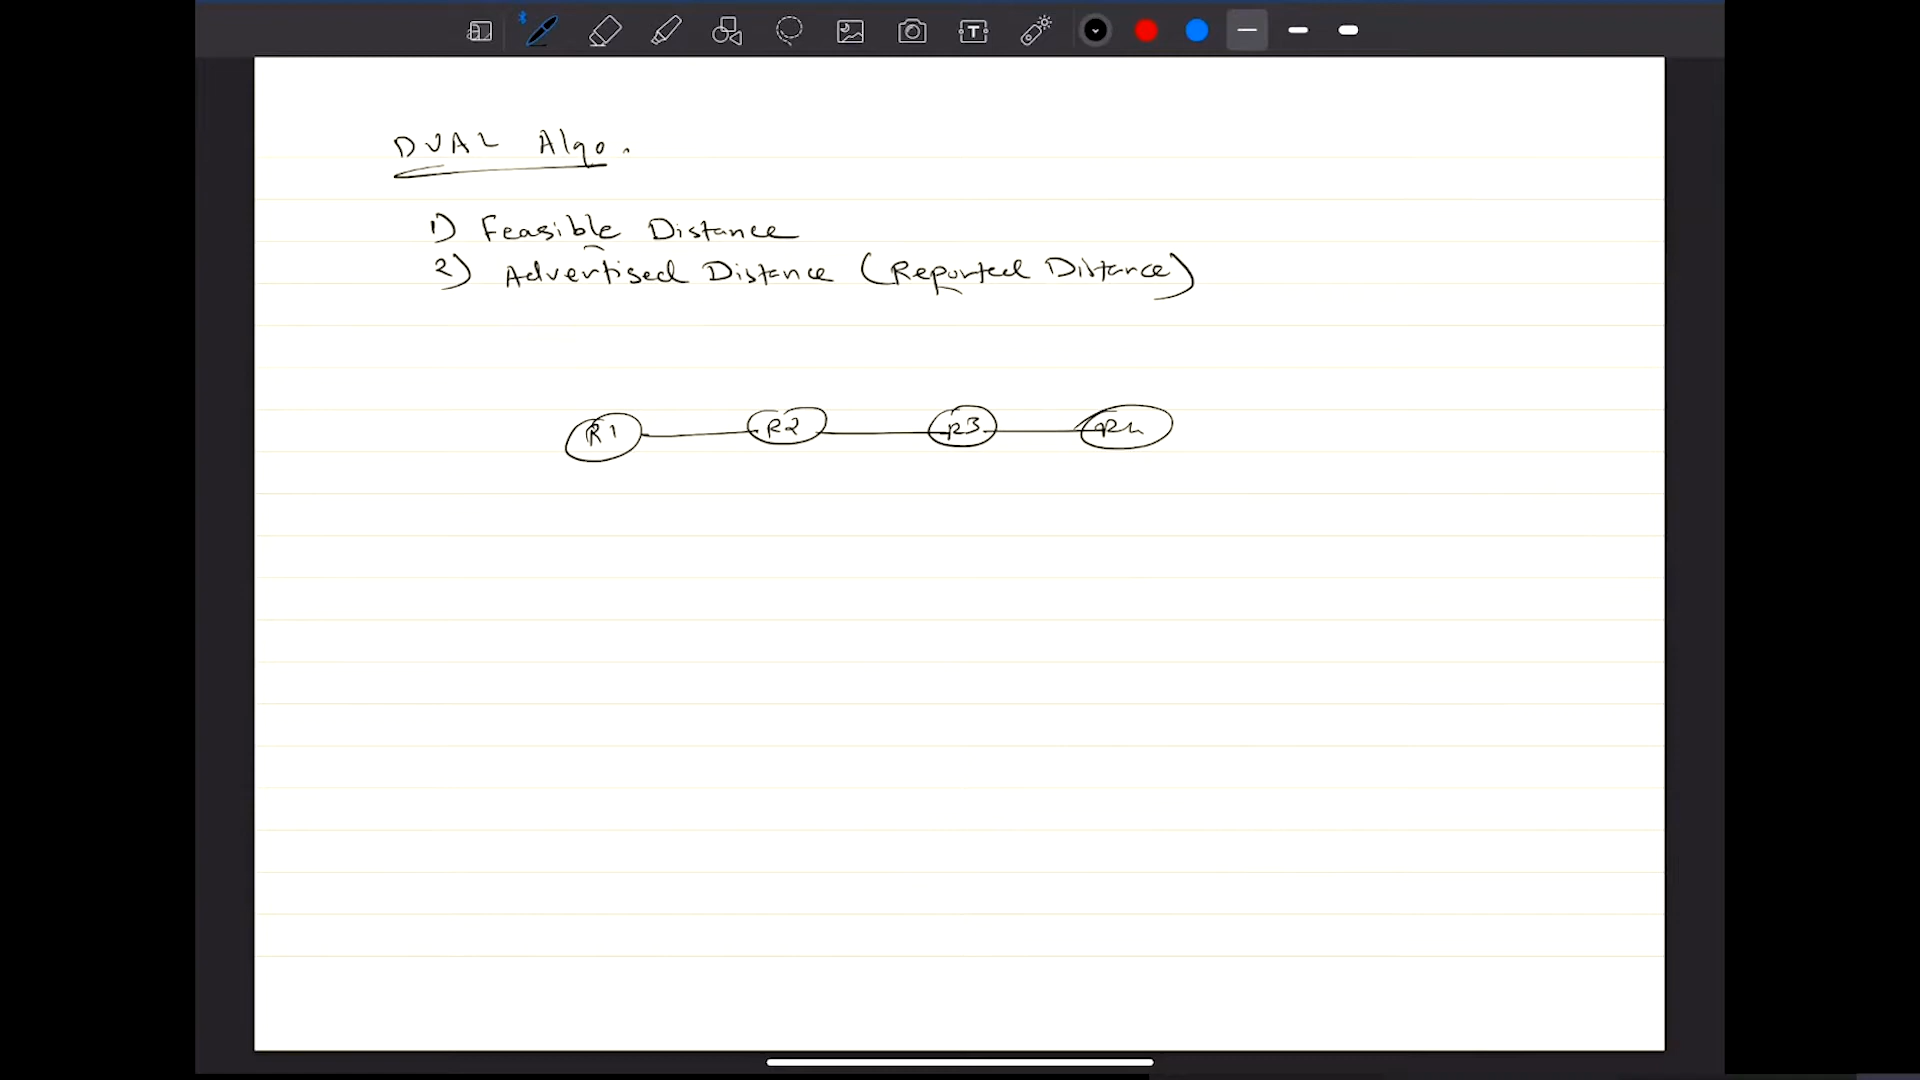 DUAL Algo.
1) Feasible Distance
2) Advertised Distance (Reported Distance)
R1 R2 R3 R4